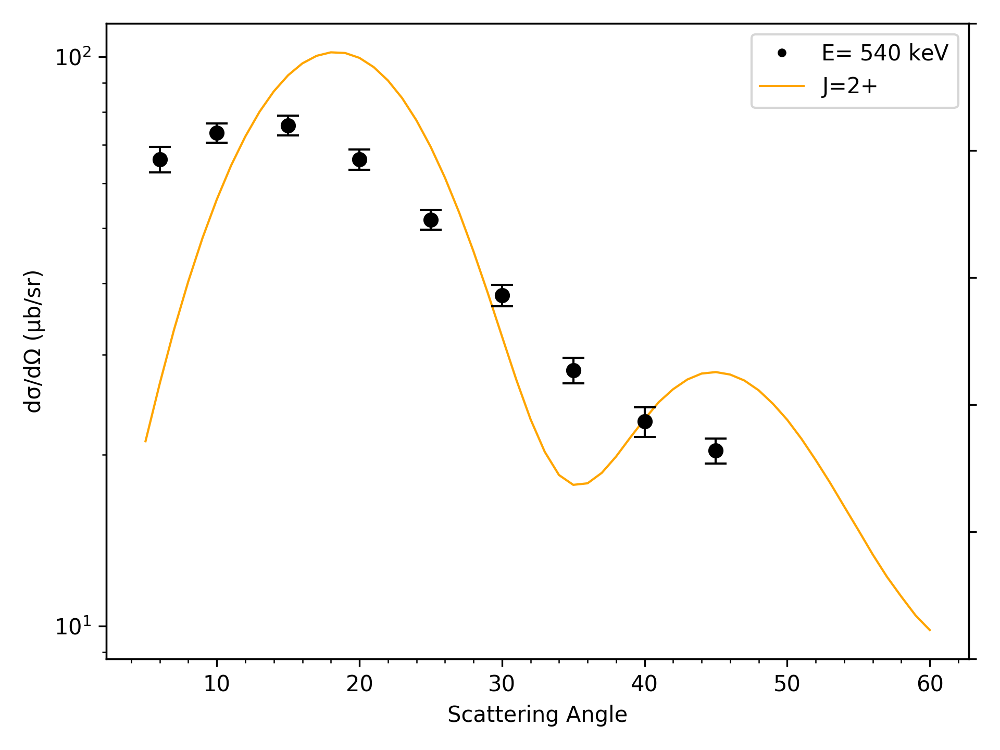 E= 540 keV
J=2+
10²
10¹
dσ/dΩ (μb/sr)
10 20 30 40 50 60
Scattering Angle